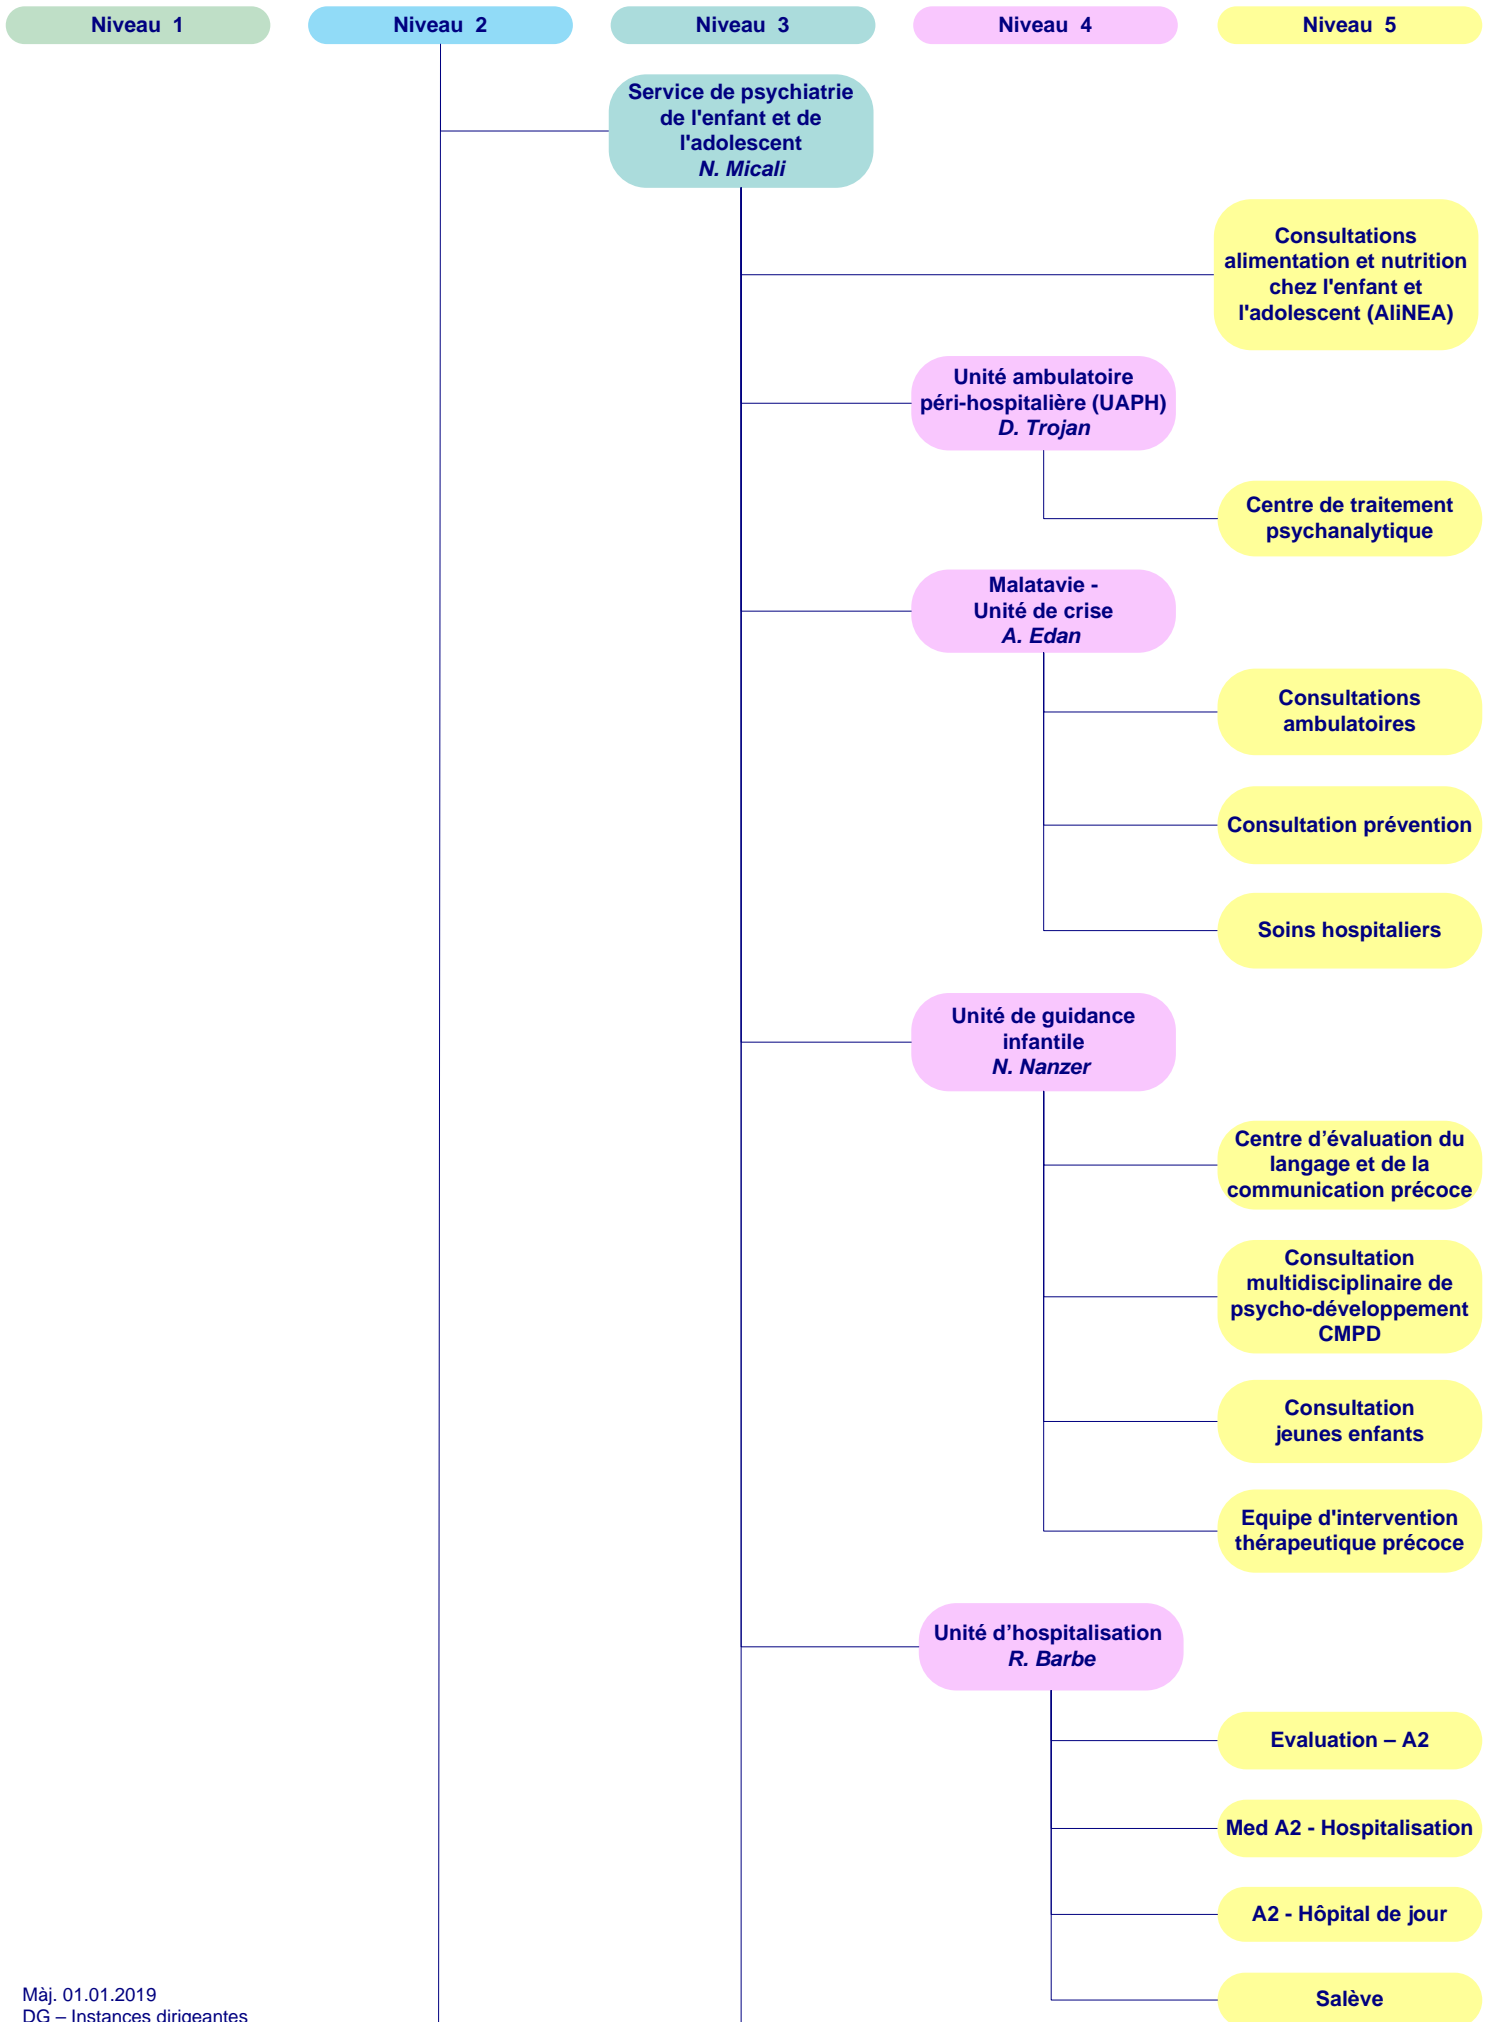 Niveau 1
Niveau 2
Niveau 3
Niveau 4
Niveau 5
Service de psychiatrie
de l'enfant et de
l'adolescent
N. Micali
Consultations
alimentation et nutrition
chez l'enfant et
l'adolescent (AliNEA)
Unité ambulatoire
péri-hospitalière (UAPH)
D. Trojan
Centre de traitement
psychanalytique
Malatavie -
Unité de crise
A. Edan
Consultations
ambulatoires
Consultation prévention
Soins hospitaliers
Unité de guidance
infantile
N. Nanzer
Centre d’évaluation du
langage et de la
communication précoce
Consultation
multidisciplinaire de
psycho-développement
CMPD
Consultation
jeunes enfants
Equipe d'intervention
thérapeutique précoce
Unité d’hospitalisation
R. Barbe
Evaluation – A2
Med A2 - Hospitalisation
A2 - Hôpital de jour
Salève
Màj. 01.01.2019
DG – Instances dirigeantes